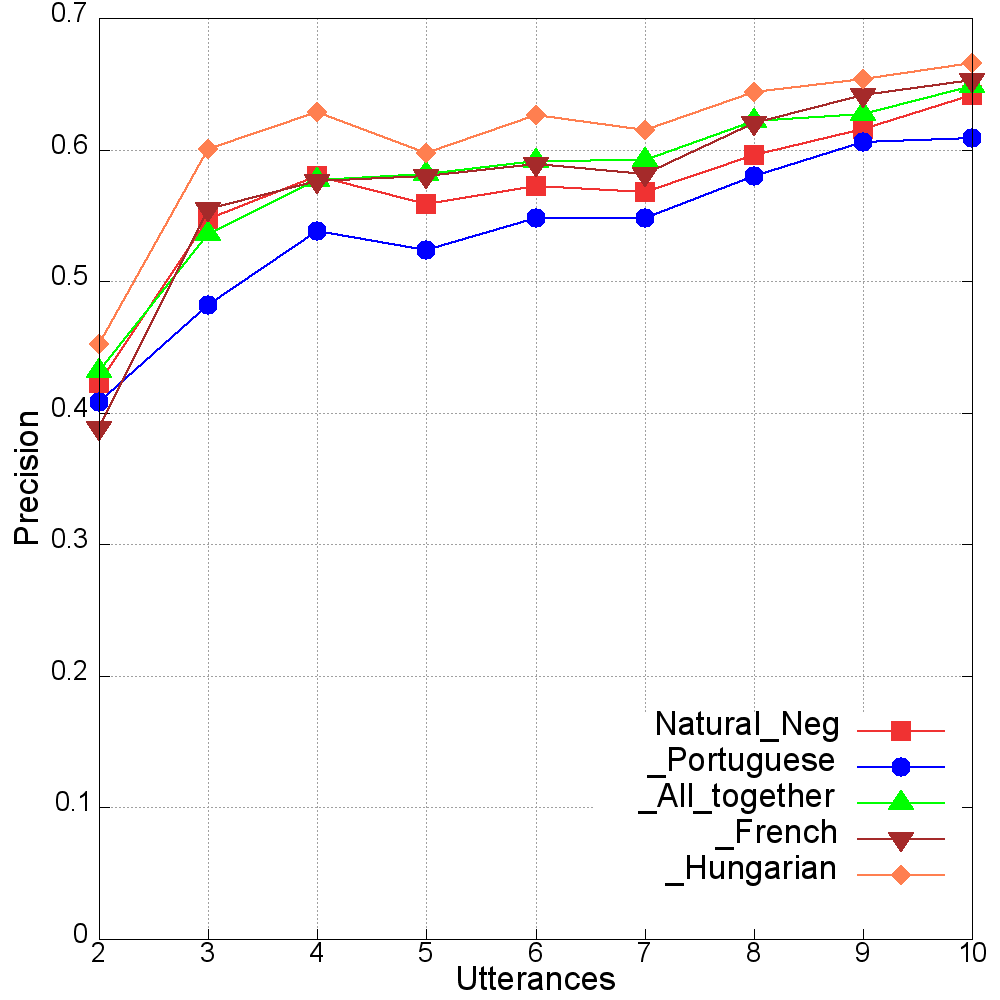 0.7
0.6
0.5
0.4
0.3
0.2
0.1
0
Precision
Natural_Neg
_Portuguese
_All_together
_French
_Hungarian
2 3 4 5 6 7 8 9 10
Utterances